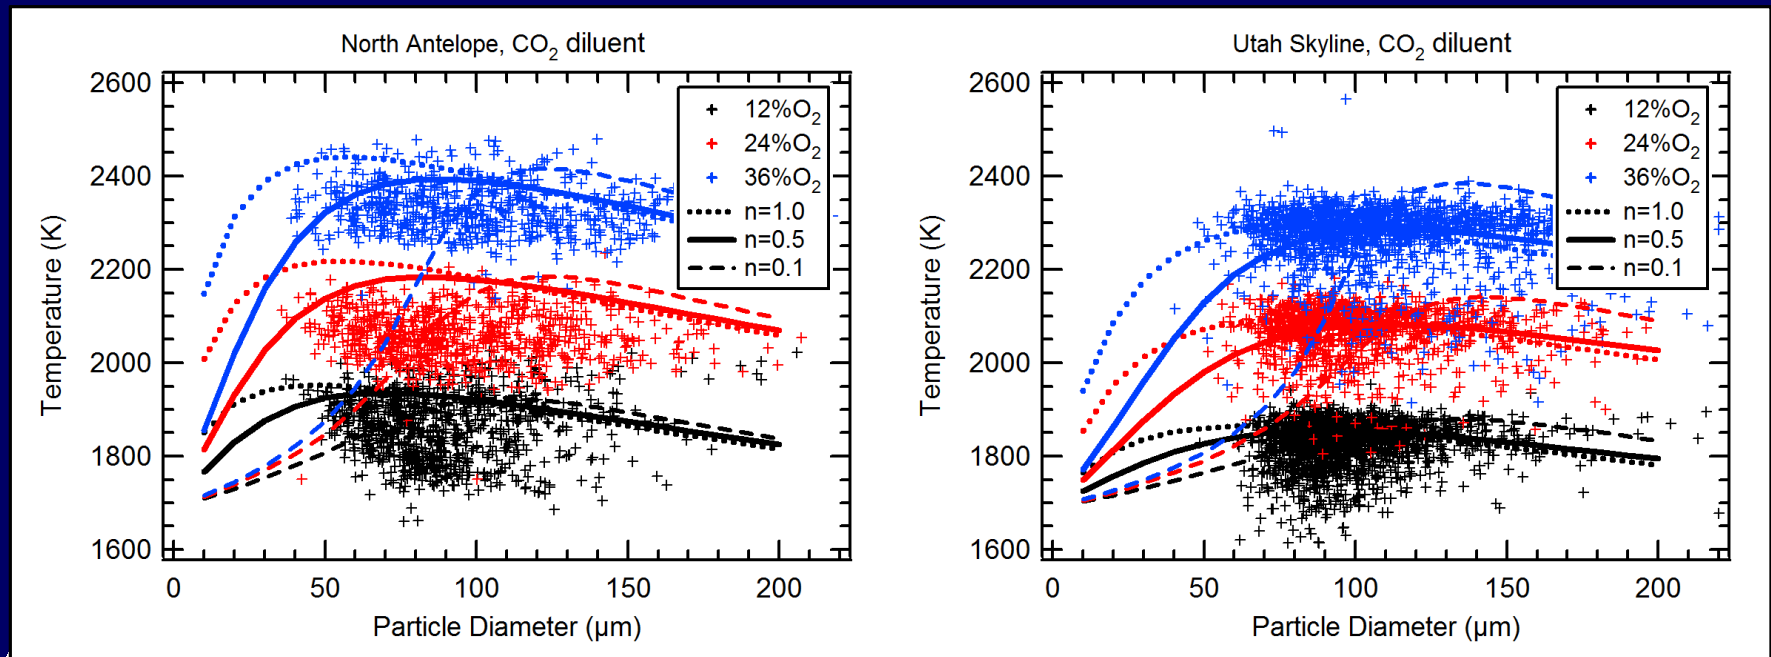 North Antelope, CO2 diluent
2600
2400
2200
2000
1800
1600
Temperature (K)
0 50 100 150 200
Particle Diameter (µm)
12%O2
24%O2
36%O2
n=1.0
n=0.5
n=0.1
Utah Skyline, CO2 diluent
2600
2400
2200
2000
1800
1600
Temperature (K)
0 50 100 150 200
Particle Diameter (µm)
12%O2
24%O2
36%O2
n=1.0
n=0.5
n=0.1